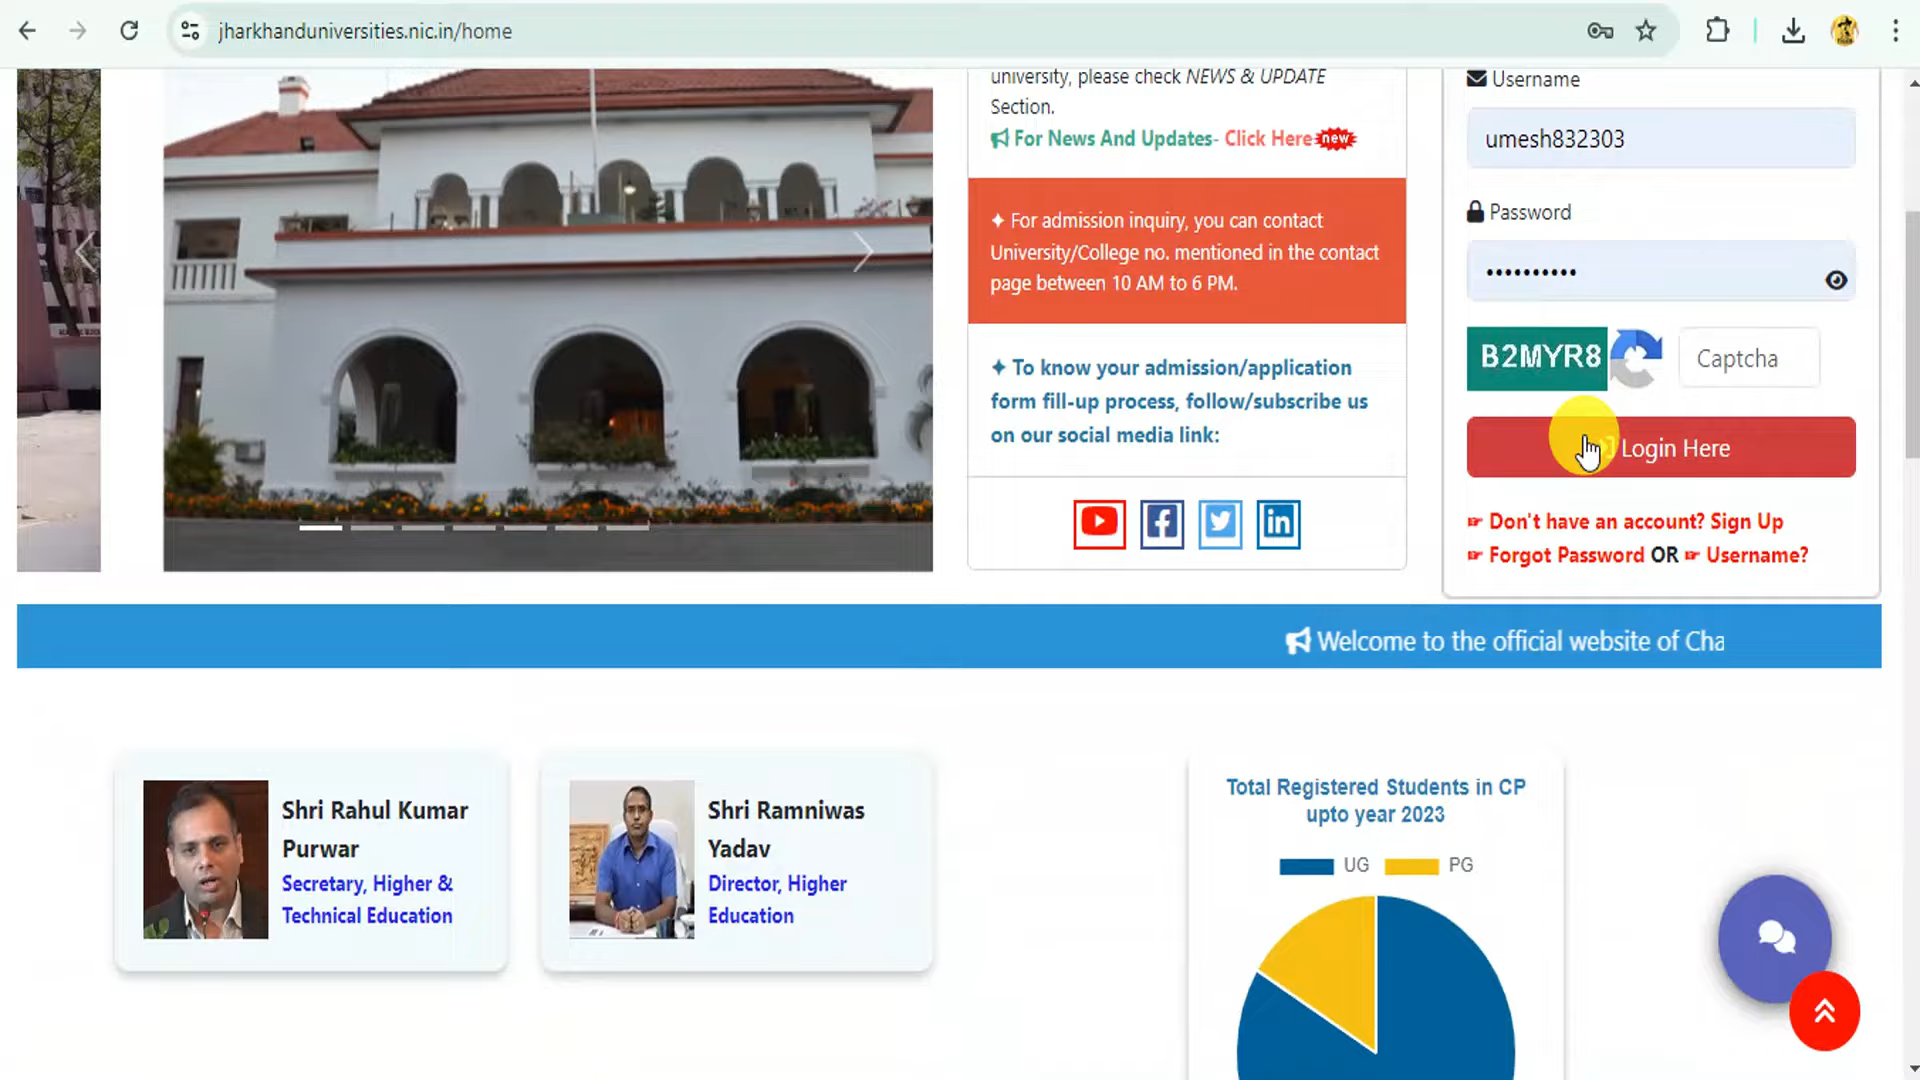 jharkhanduniversities.nic.in/home
university, please check NEWS & UPDATE
Section.
For News And Updates- Click Here new
✦ For admission inquiry, you can contact
University/College no. mentioned in the contact
page between 10 AM to 6 PM.
✦ To know your admission/application
form fill-up process, follow/subscribe us
on our social media link:
Username
umesh832303
Password
••••••••••
B2MYR8
Captcha
Login Here
☛ Don't have an account? Sign Up
☛ Forgot Password OR ☛ Username?
Welcome to the official website of Cha
Shri Rahul Kumar
Purwar
Secretary, Higher &
Technical Education
Shri Ramniwas
Yadav
Director, Higher
Education
Total Registered Students in CP
upto year 2023
UG PG